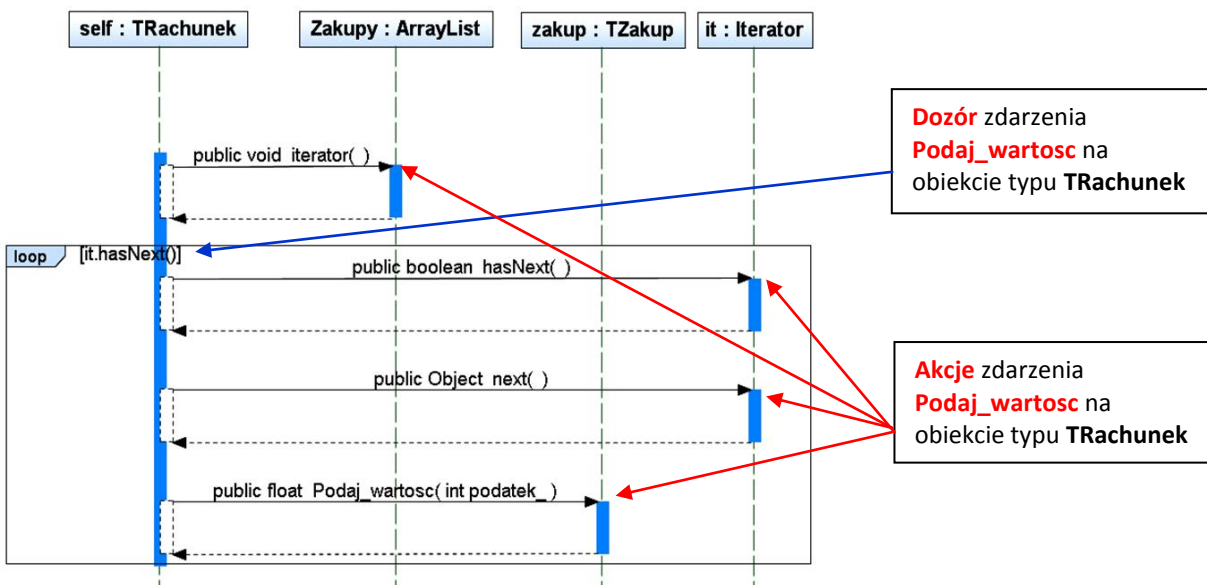 self : TRachunek
Zakupy : ArrayList
zakup : TZakup
it : Iterator
Dozór zdarzenia
Podaj_wartosc na
obiekcie typu TRachunek
public void iterator( )
loop
[it.hasNext()]
public boolean hasNext( )
public Object next( )
Akcje zdarzenia
Podaj_wartosc na
obiekcie typu TRachunek
public float Podaj_wartosc( int podatek_ )